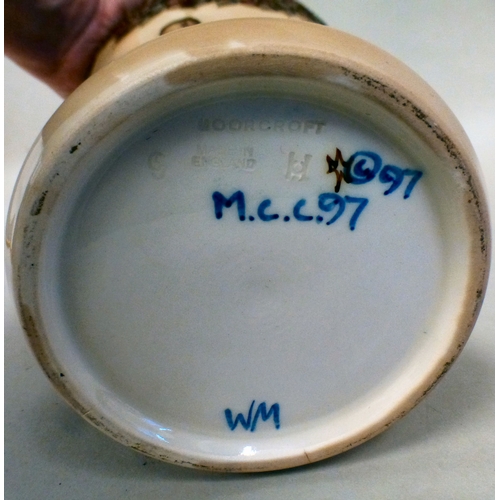 MOORCROFT
MADE IN
ENGLAND
©97
M.C.C.97
WM